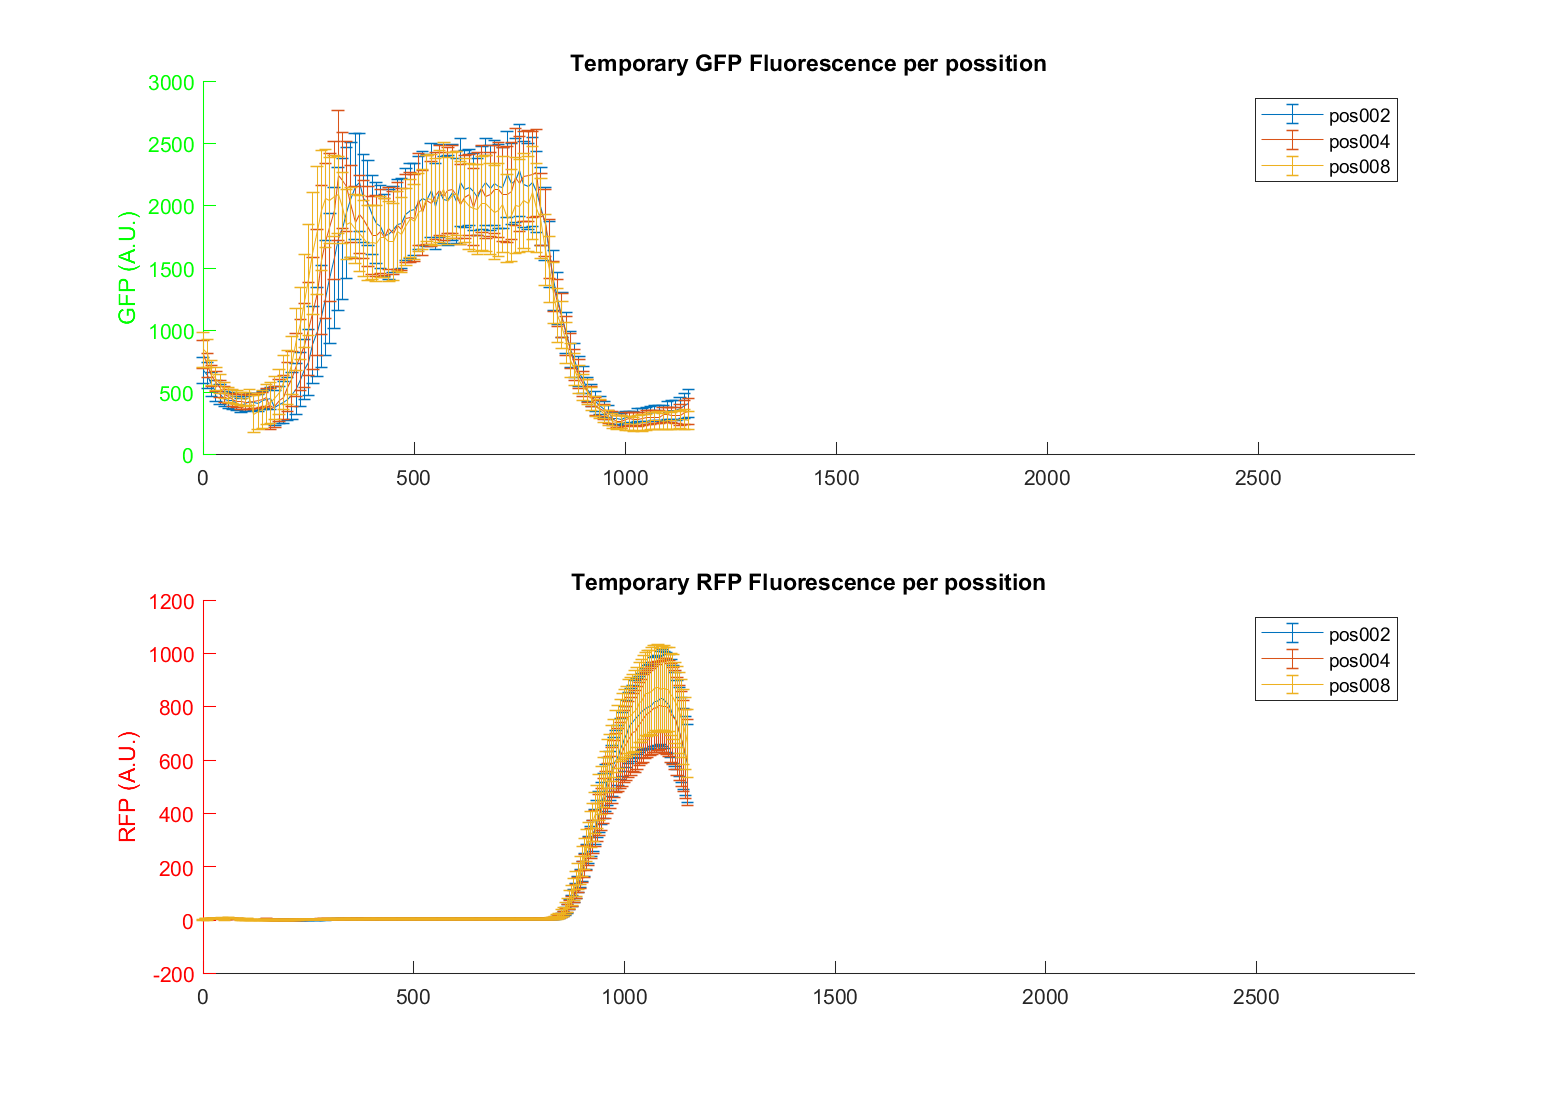 Temporary GFP Fluorescence per possition
3000
2500
2000
1500
1000
500
0
GFP (A.U.)
pos002
pos004
pos008
0 500 1000 1500 2000 2500
Temporary RFP Fluorescence per possition
1200
1000
800
600
400
200
0
-200
RFP (A.U.)
pos002
pos004
pos008
0 500 1000 1500 2000 2500